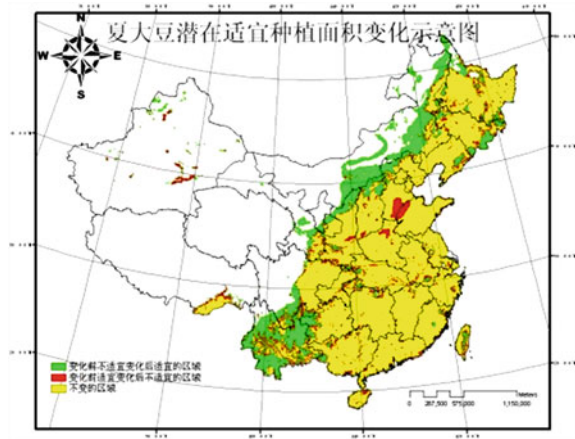 夏大豆潜在适宜种植面积变化示意图
N
W
E
S
变化前不适宜变化后适宜的区域
变化前适宜变化后不适宜的区域
不变的区域
Meters
0 287,500 575,000 1,150,000